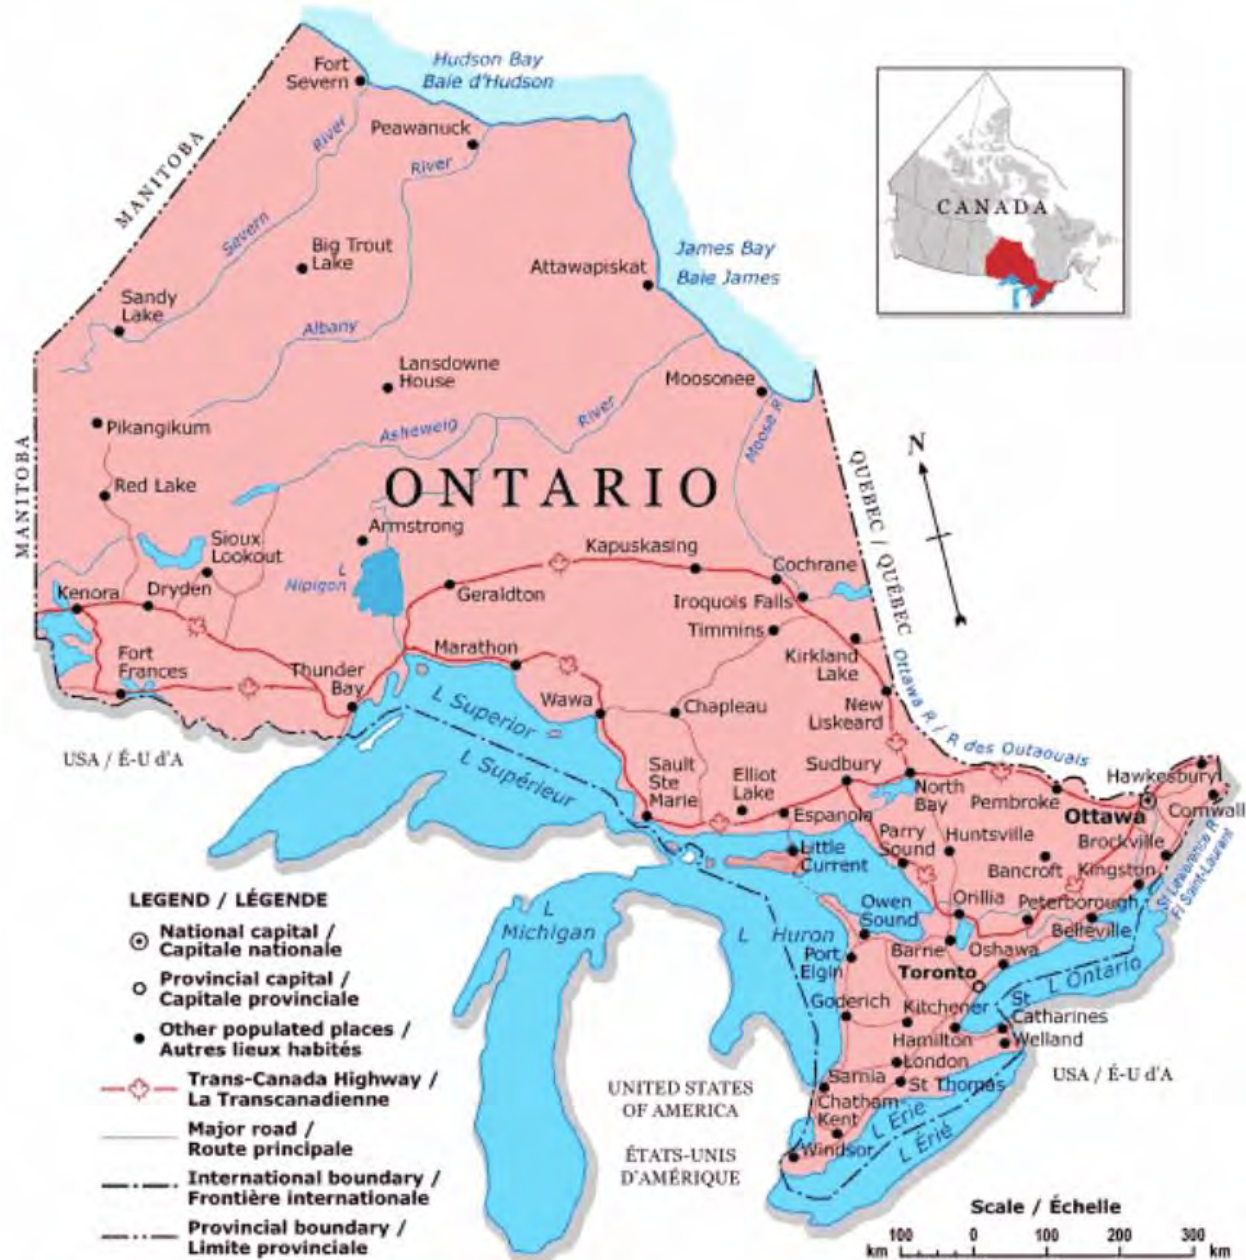 Hudson Bay
Baie d'Hudson
Fort
Severn
Peawanuck
River
River
MANITOBA
Severn
Big Trout
Lake
CANADA
James Bay
Baie James
Attawapiskat
Sandy
Lake
Albany
Lansdowne
House
Moosonee
Pikangikum
Asheweig
River
Moose R
MANITOBA
Red Lake
ONTARIO
QUEBEC / QUÉBEC
N
Armstrong
Sioux
Lookout
L
Nipigon
Kapuskasing
Cochrane
Kenora
Dryden
Geraldton
Iroquois Falls
Timmins
Marathon
Kirkland
Lake
Fort
Frances
Thunder
Bay
Wawa
Chapleau
New
Liskeard
Ottawa R / R des Outaouais
L Superior
L Supérieur
USA / É-U d'A
Sault
Ste
Marie
Elliot
Lake
Sudbury
Espanola
North
Bay
Pembroke
Hawkesbury
Ottawa
Cornwall
Little
Current
Parry
Sound
Huntsville
Bancroft
Brockville
Kingston
St Lawrence R
Fl Saint-Laurent
Owen
Sound
Orillia
Peterborough
Belleville
L
Michigan
L Huron
Port
Elgin
Barrie
Oshawa
Toronto
L Ontario
Goderich
Kitchener
St
Catharines
Hamilton
Welland
London
Sarnia
St Thomas
Chatham-
Kent
Windsor
L Erie
L Érié
USA / É-U d'A
UNITED STATES
OF AMERICA
ÉTATS-UNIS
D'AMÉRIQUE
LEGEND / LÉGENDE
National capital /
Capitale nationale
Provincial capital /
Capitale provinciale
Other populated places /
Autres lieux habités
Trans-Canada Highway /
La Transcanadienne
Major road /
Route principale
International boundary /
Frontière internationale
Provincial boundary /
Limite provinciale
Scale / Échelle
100 0 100 200 300
km km